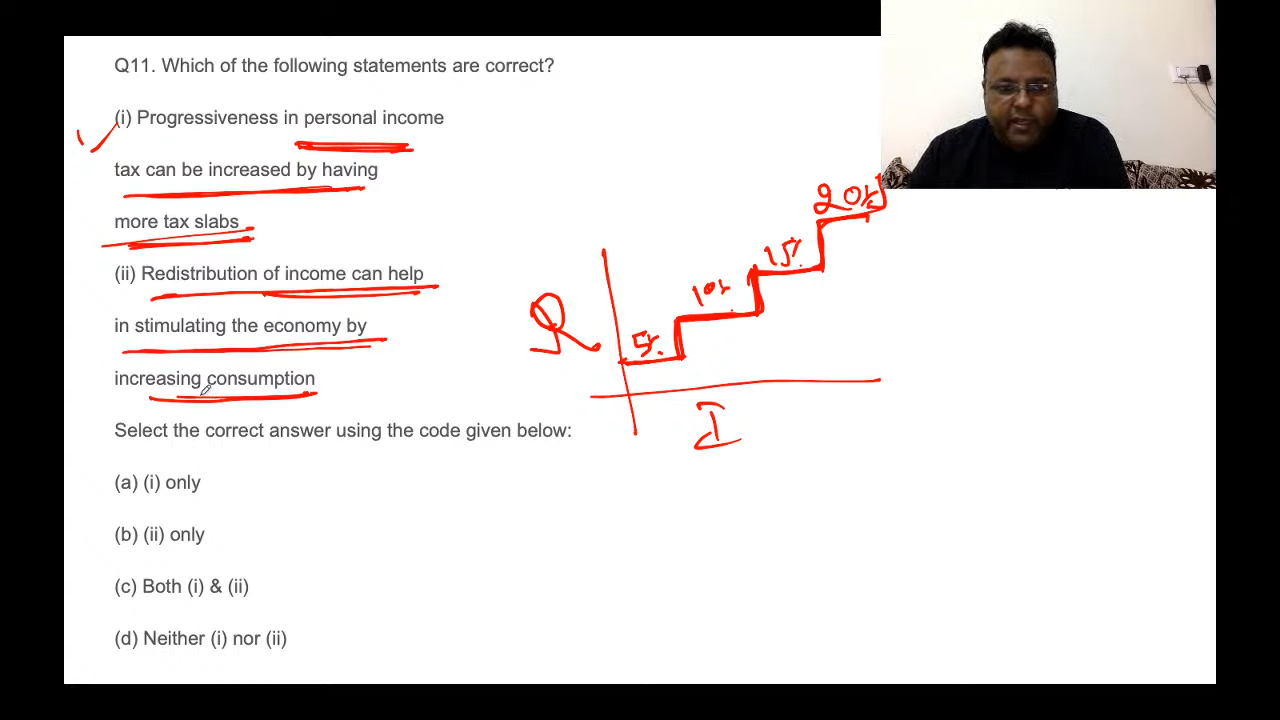 Q11. Which of the following statements are correct?
(i) Progressiveness in personal income
tax can be increased by having
more tax slabs
(ii) Redistribution of income can help
in stimulating the economy by
increasing consumption
Select the correct answer using the code given below:
(a) (i) only
(b) (ii) only
(c) Both (i) & (ii)
(d) Neither (i) nor (ii)
20%
15%
10%
5%
R
I